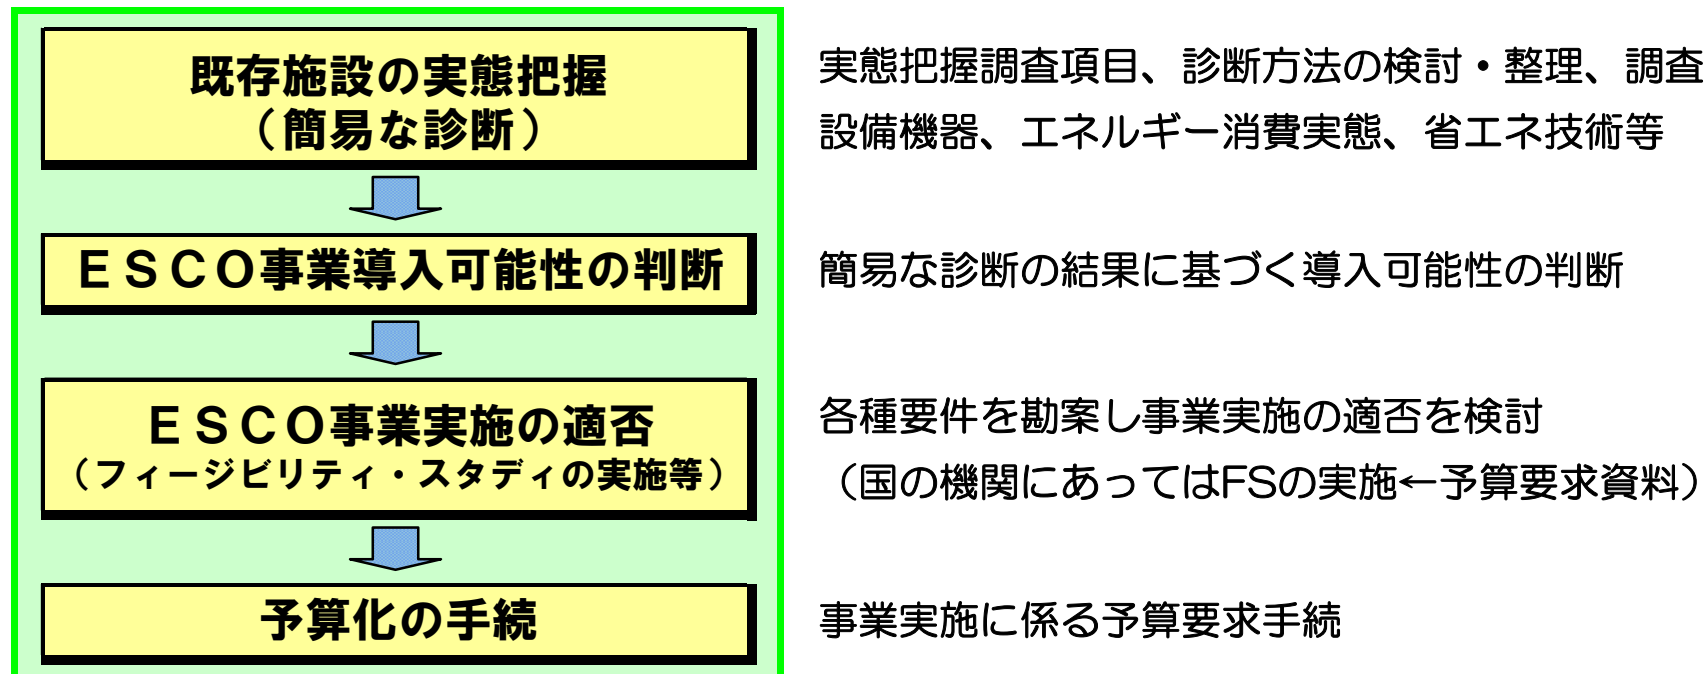 既存施設の実態把握
（簡易な診断）
実態把握調査項目、診断方法の検討・整理、調査
設備機器、エネルギー消費実態、省エネ技術等
ＥＳＣＯ事業導入可能性の判断
簡易な診断の結果に基づく導入可能性の判断
ＥＳＣＯ事業実施の適否
（フィージビリティ・スタディの実施等）
各種要件を勘案し事業実施の適否を検討
（国の機関にあってはFSの実施←予算要求資料）
予算化の手続
事業実施に係る予算要求手続